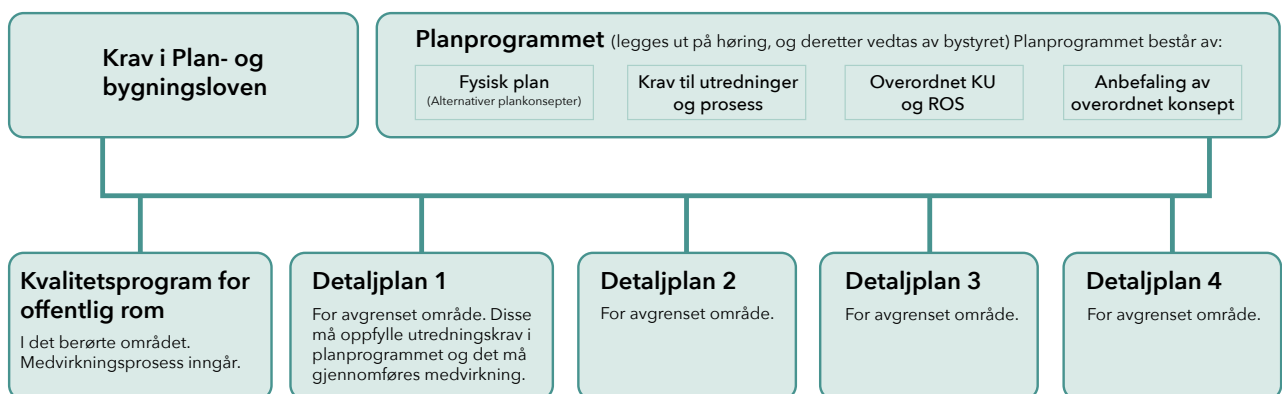 Krav i Plan- og
bygningsloven
Planprogrammet (legges ut på høring, og deretter vedtas av bystyret) Planprogrammet består av:
Fysisk plan
(Alternativer plankonsepter)
Krav til utredninger
og prosess
Overordnet KU
og ROS
Anbefaling av
overordnet konsept
Kvalitetsprogram for
offentlig rom
I det berørte området.
Medvirkningsprosess inngår.
Detaljplan 1
For avgrenset område. Disse
må oppfylle utredningskrav i
planprogrammet og det må
gjennomføres medvirkning.
Detaljplan 2
For avgrenset område.
Detaljplan 3
For avgrenset område.
Detaljplan 4
For avgrenset område.